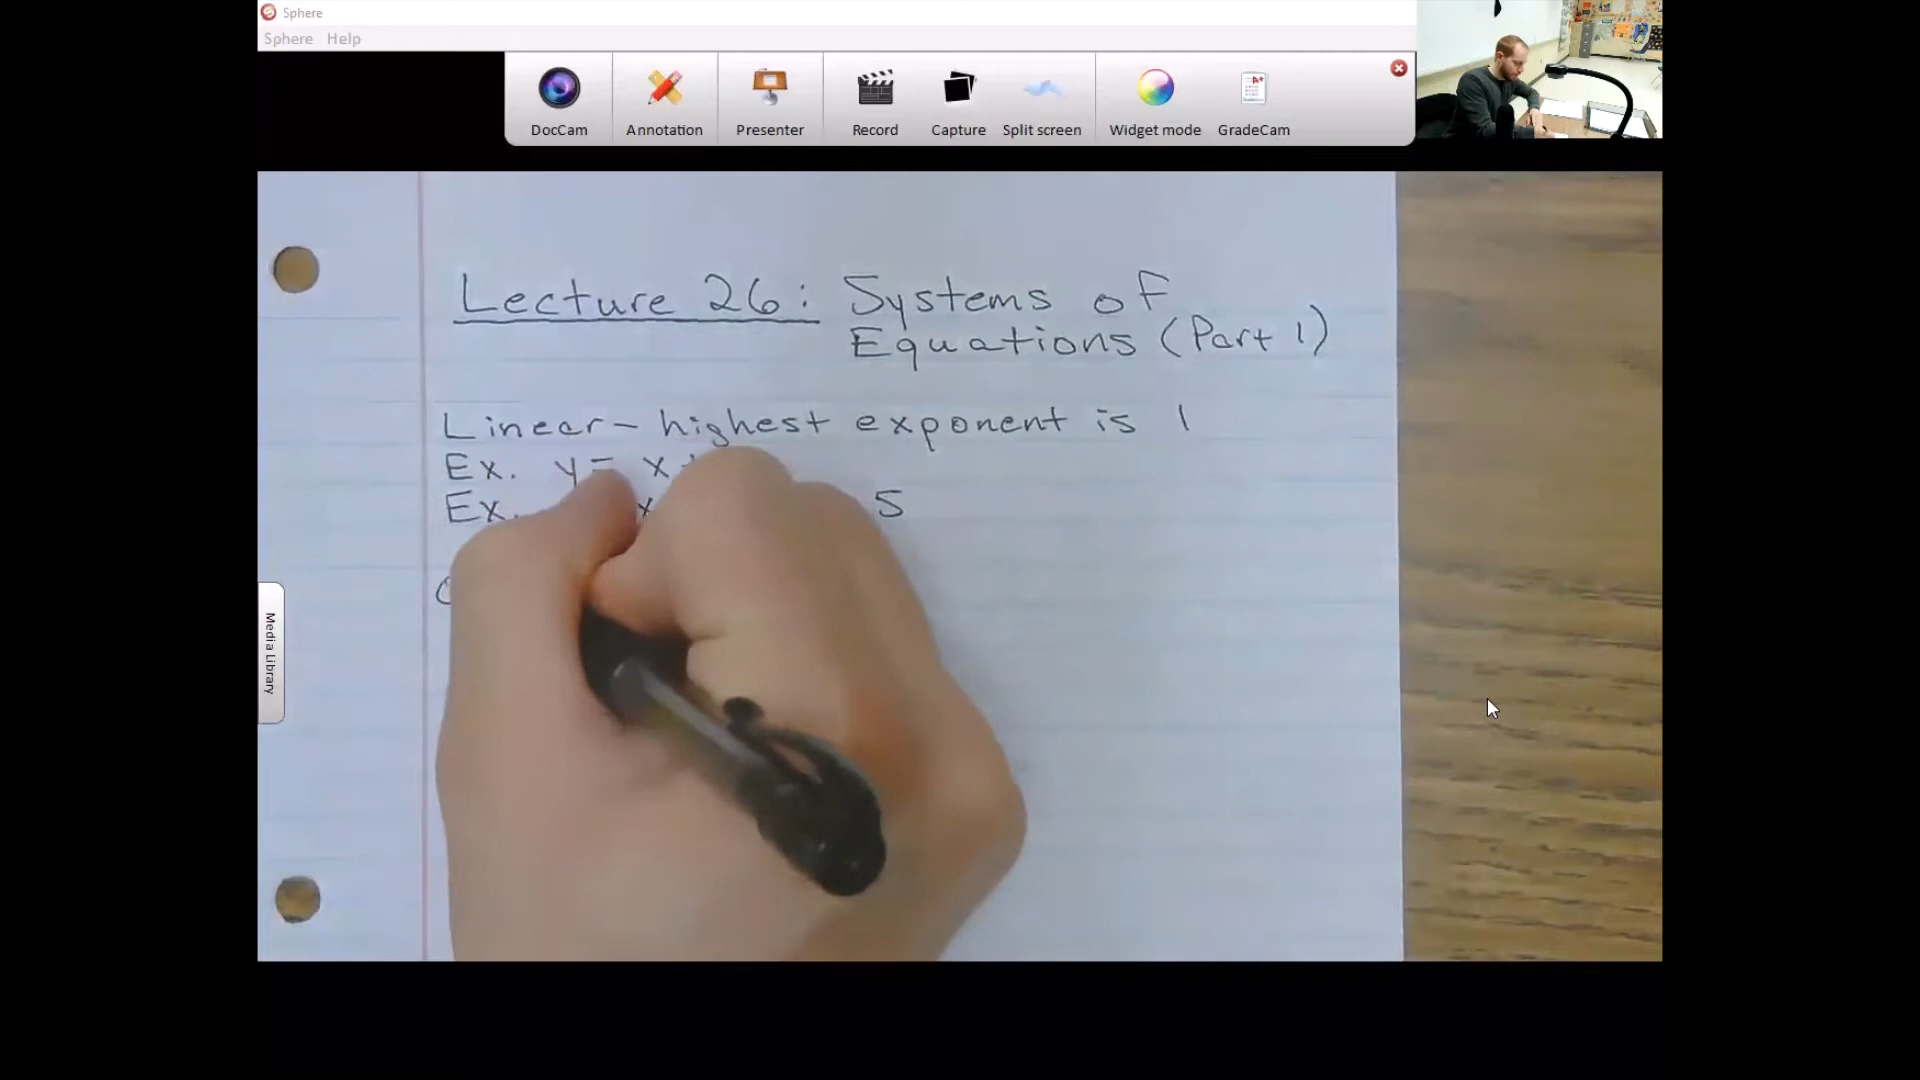 Sphere
Sphere Help
DocCam Annotation Presenter Record Capture Split screen Widget mode GradeCam
Lecture 26: Systems of
Equations (Part 1)
Linear - highest exponent is 1
Ex. y = x
Ex. x 5
Media Library